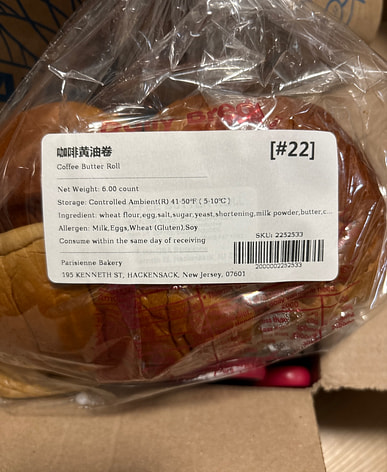 咖啡黄油卷
[#22]
Coffee Butter Roll
Net Weight: 6.00 count
Storage: Controlled Ambient(R) 41-50°F ( 5-10°C )
Ingredient: wheat flour,egg,salt,sugar,yeast,shortening,milk powder,butter,c...
Allergen: Milk,Eggs,Wheat (Gluten),Soy
Consume within the same day of receiving
SKU: 2252533
2000002252533
Parisienne Bakery
195 KENNETH ST, HACKENSACK, New Jersey, 07601